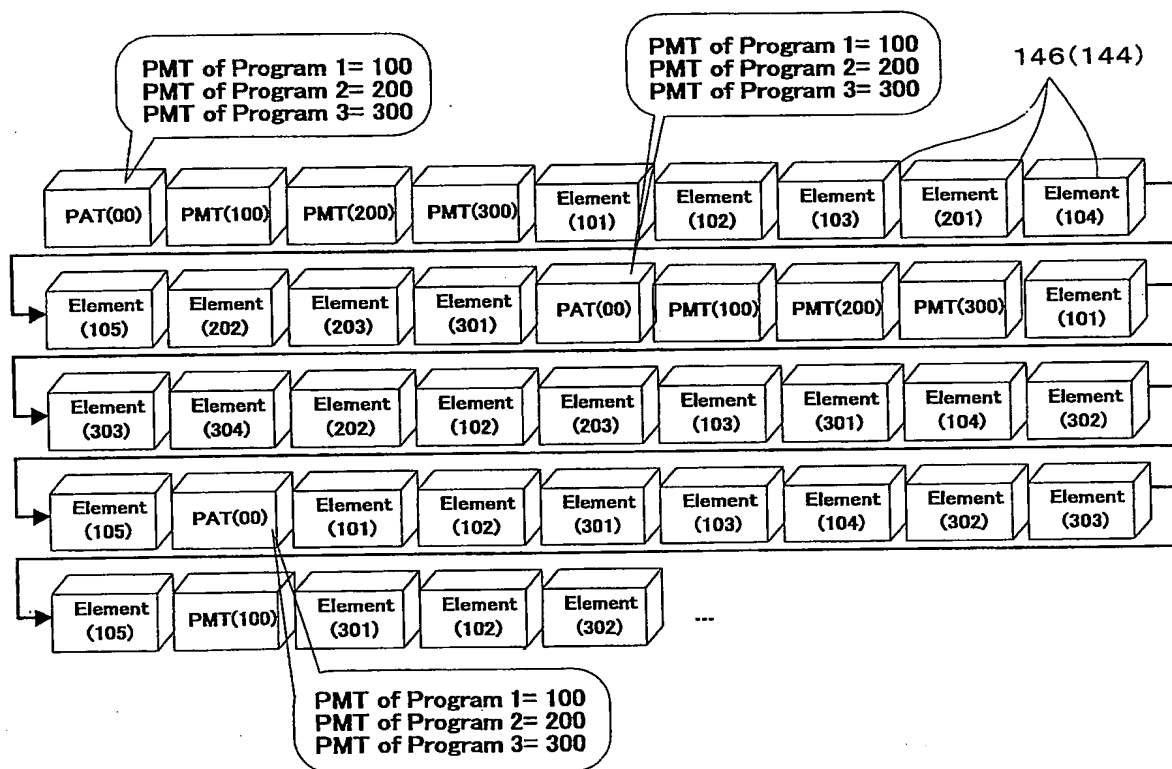 PMT of Program 1= 100
PMT of Program 2= 200
PMT of Program 3= 300
PMT of Program 1= 100
PMT of Program 2= 200
PMT of Program 3= 300
146(144)
PAT(00)
PMT(100)
PMT(200)
PMT(300)
Element
(101)
Element
(102)
Element
(103)
Element
(201)
Element
(104)
Element
(105)
Element
(202)
Element
(203)
Element
(301)
PAT(00)
PMT(100)
PMT(200)
PMT(300)
Element
(101)
Element
(303)
Element
(304)
Element
(202)
Element
(102)
Element
(203)
Element
(103)
Element
(301)
Element
(104)
Element
(302)
Element
(105)
PAT(00)
Element
(101)
Element
(102)
Element
(301)
Element
(103)
Element
(104)
Element
(302)
Element
(303)
Element
(105)
PMT(100)
Element
(301)
Element
(102)
Element
(302)
---
PMT of Program 1= 100
PMT of Program 2= 200
PMT of Program 3= 300